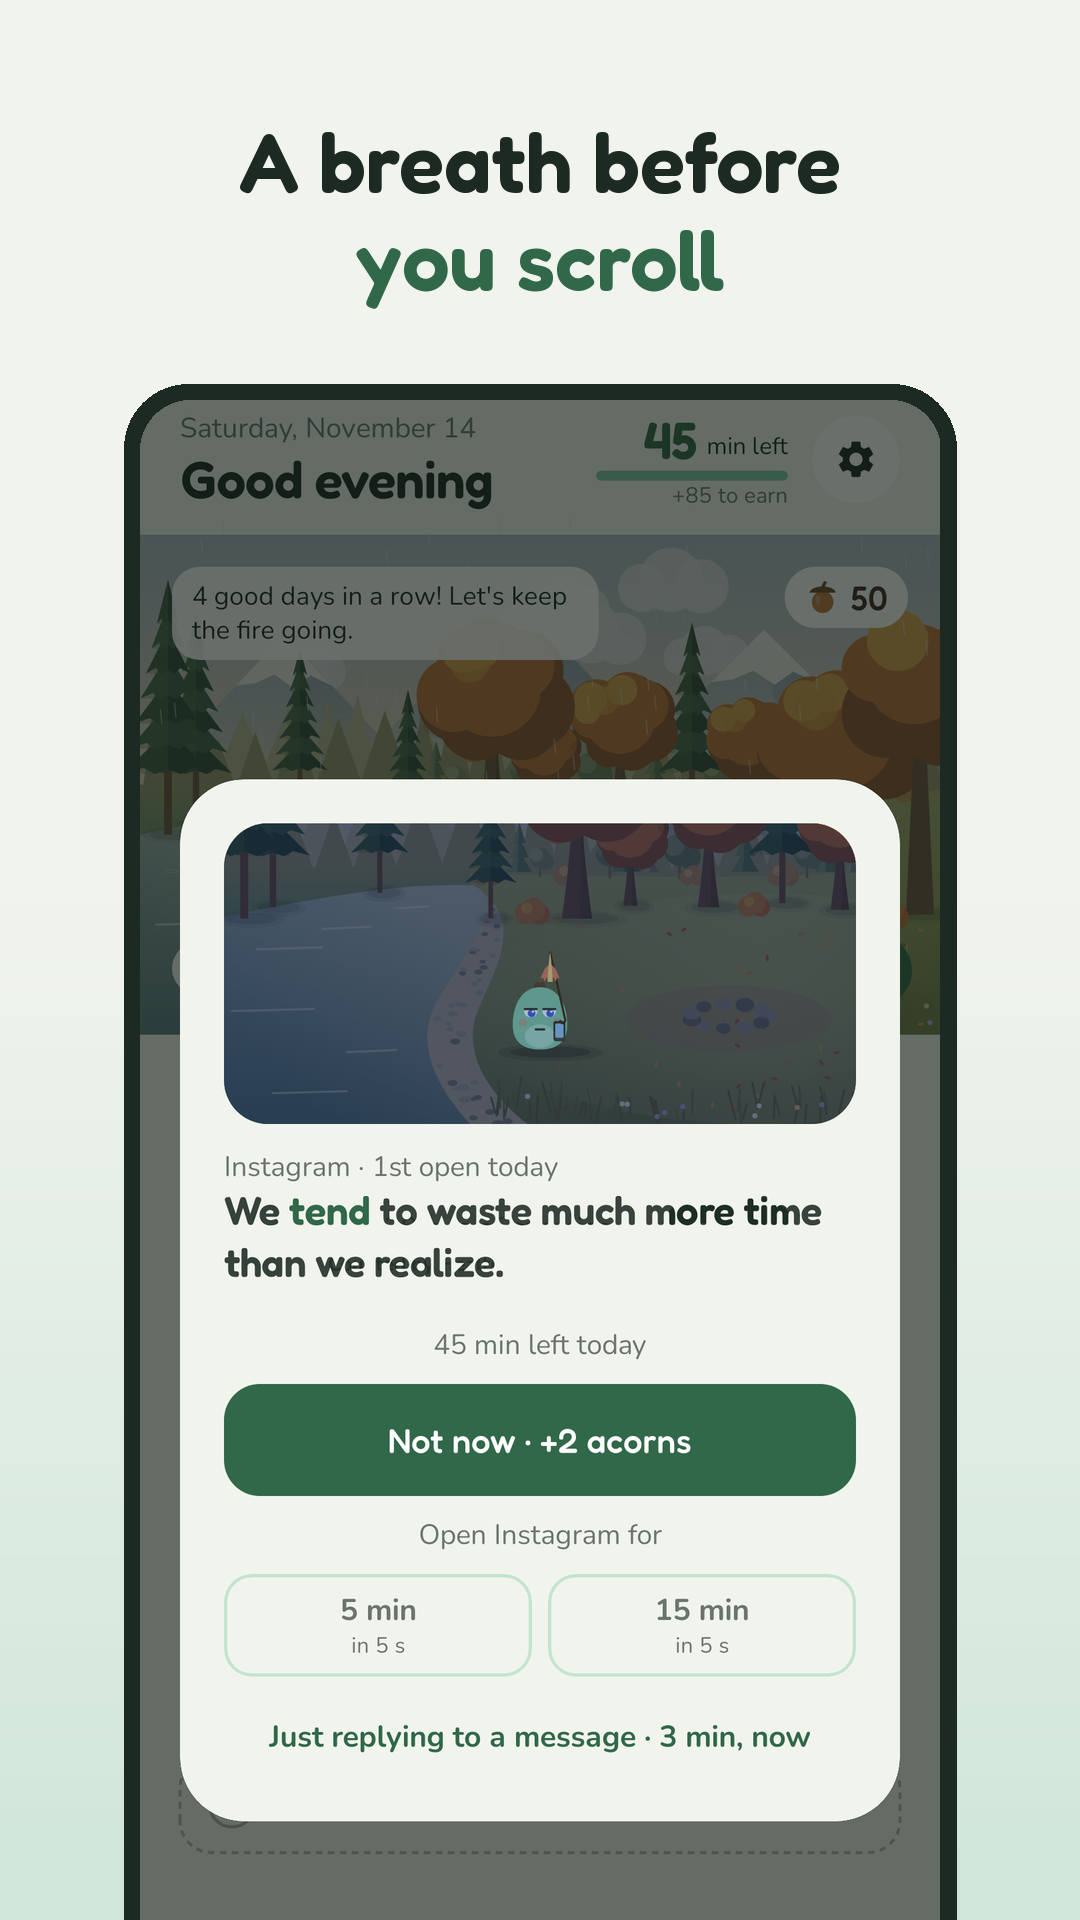 A breath before
you scroll
Saturday, November 14
Good evening
45 min left
+85 to earn
4 good days in a row! Let's keep
the fire going.
50
Instagram · 1st open today
We tend to waste much more time
than we realize.
45 min left today
Not now · +2 acorns
Open Instagram for
5 min
in 5 s
15 min
in 5 s
Just replying to a message · 3 min, now